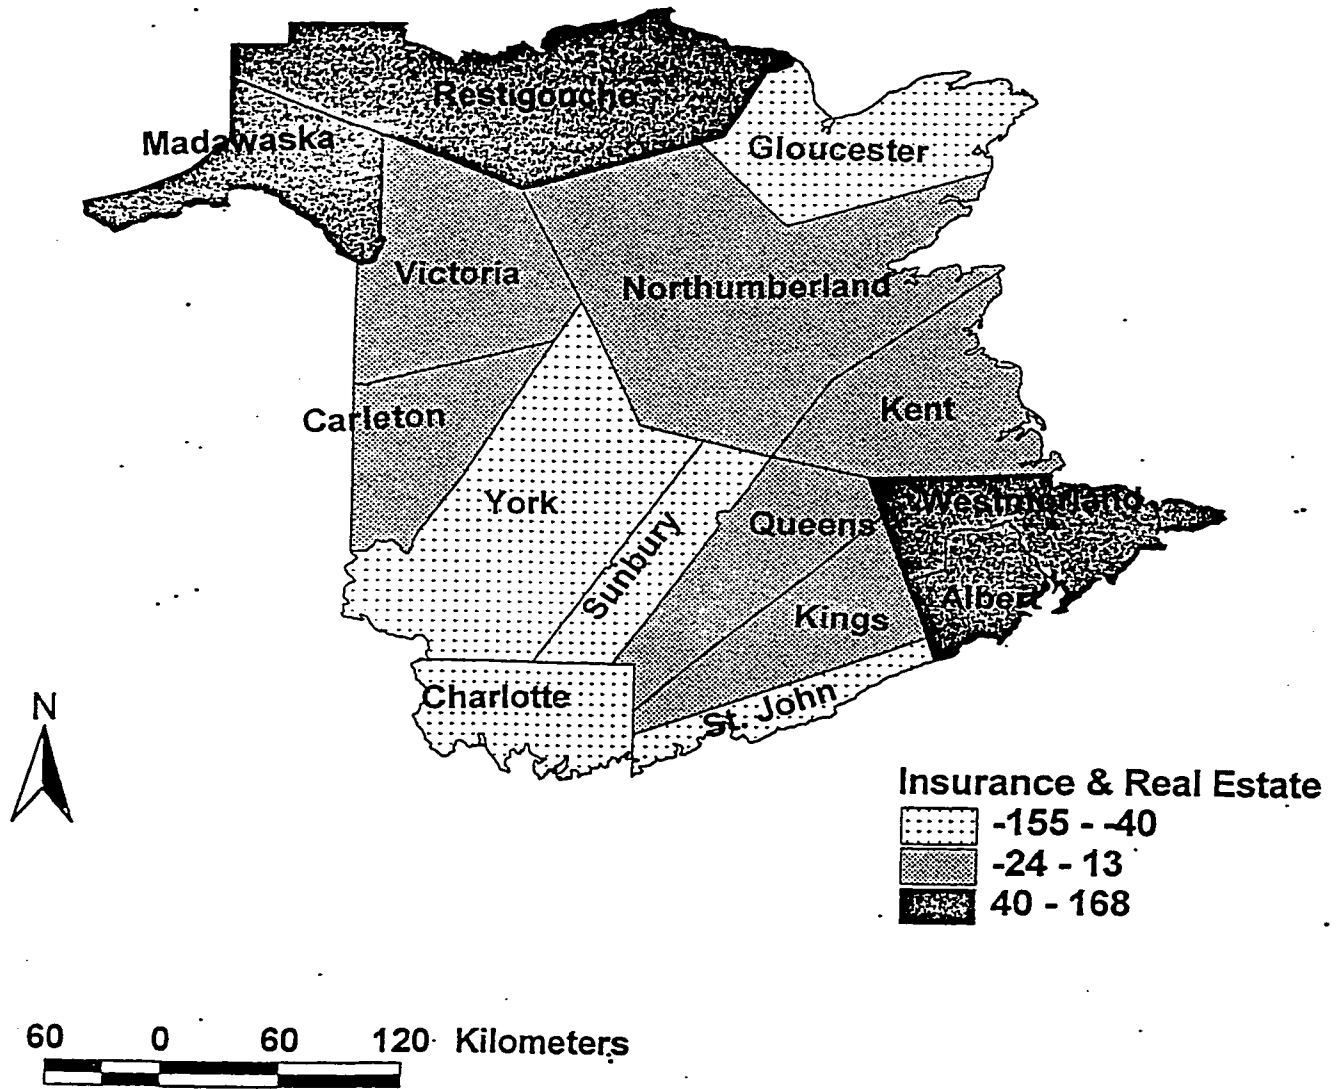 Restigouche
Madawaska
Gloucester
Victoria
Northumberland
Carleton
Kent
York
Sunbury
Queens
Westmorland
Kings
Albert
Charlotte
St. John
N
Insurance & Real Estate
-155 - -40
-24 - 13
40 - 168
60 0 60 120 Kilometers